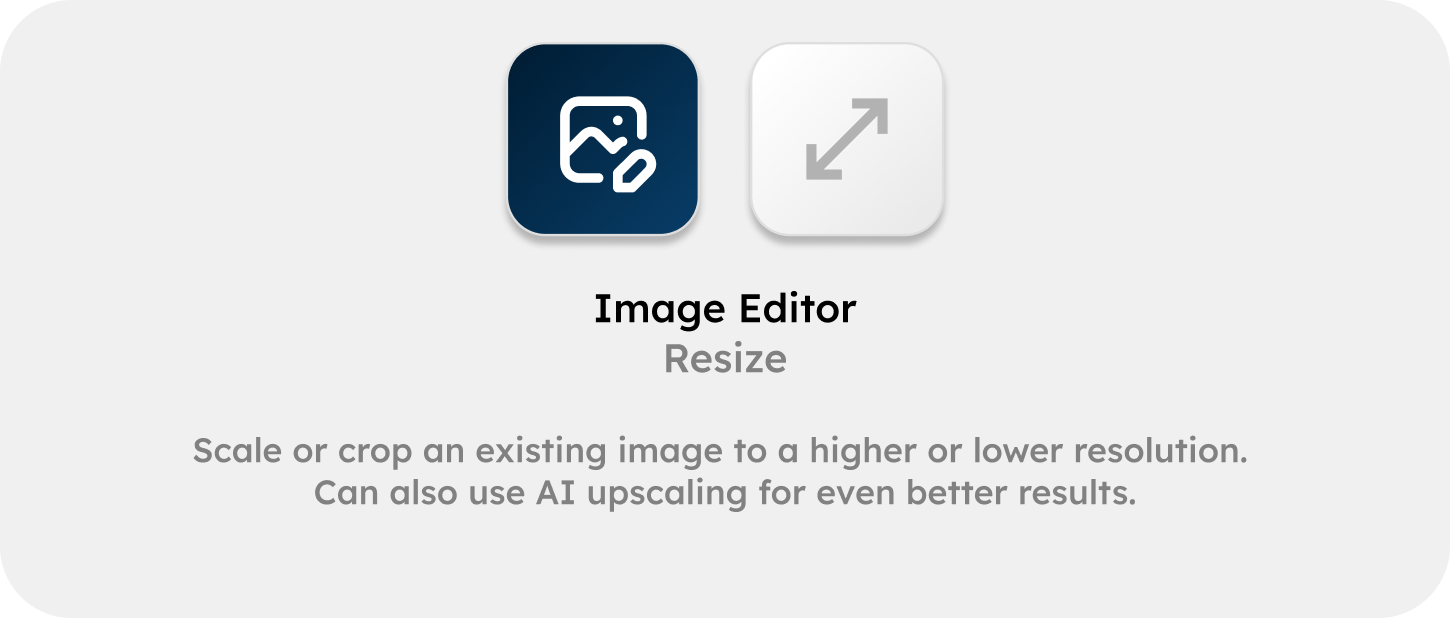 Image Editor
Resize
Scale or crop an existing image to a higher or lower resolution.
Can also use AI upscaling for even better results.